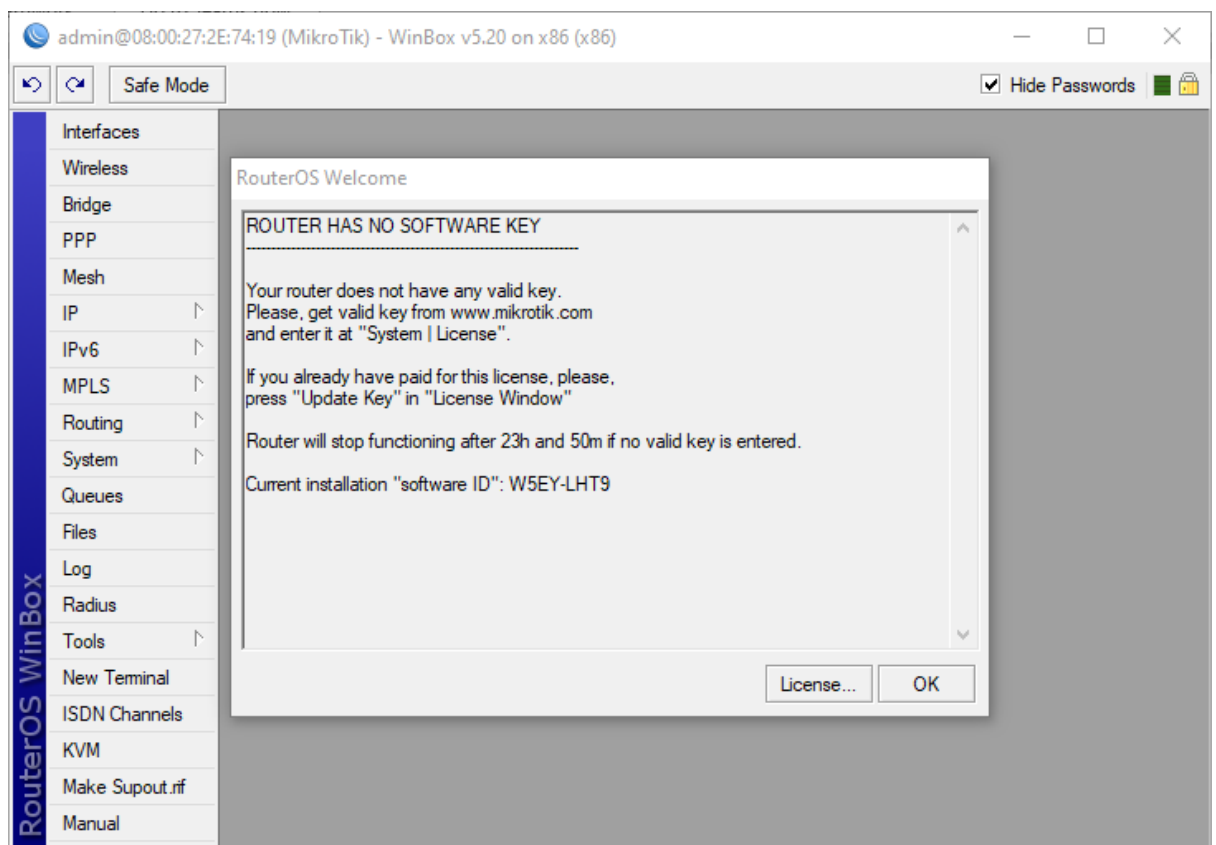 admin@08:00:27:2E:74:19 (MikroTik) - WinBox v5.20 on x86 (x86)
Safe Mode
Hide Passwords
Interfaces
Wireless
Bridge
PPP
Mesh
IP
IPv6
MPLS
Routing
System
Queues
Files
Log
Radius
Tools
New Terminal
ISDN Channels
KVM
Make Supout.rif
Manual
RouterOS WinBox
RouterOS Welcome
ROUTER HAS NO SOFTWARE KEY
----------------------------------------------------------------------
Your router does not have any valid key.
Please, get valid key from www.mikrotik.com
and enter it at "System | License".
If you already have paid for this license, please,
press "Update Key" in "License Window"
Router will stop functioning after 23h and 50m if no valid key is entered.
Current installation "software ID": W5EY-LHT9
License...
OK